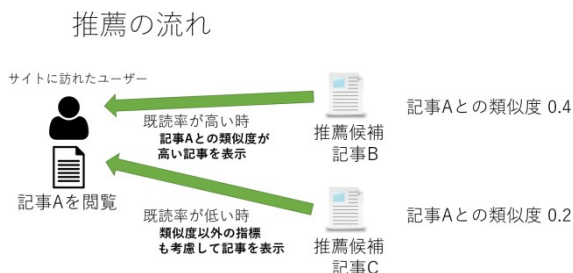 推薦の流れ
サイトに訪れたユーザー
記事Aを閲覧
既読率が高い時
記事Aとの類似度が
高い記事を表示
推薦候補
記事B
記事Aとの類似度 0.4
既読率が低い時
類似度以外の指標
も考慮して記事を表示
推薦候補
記事C
記事Aとの類似度 0.2